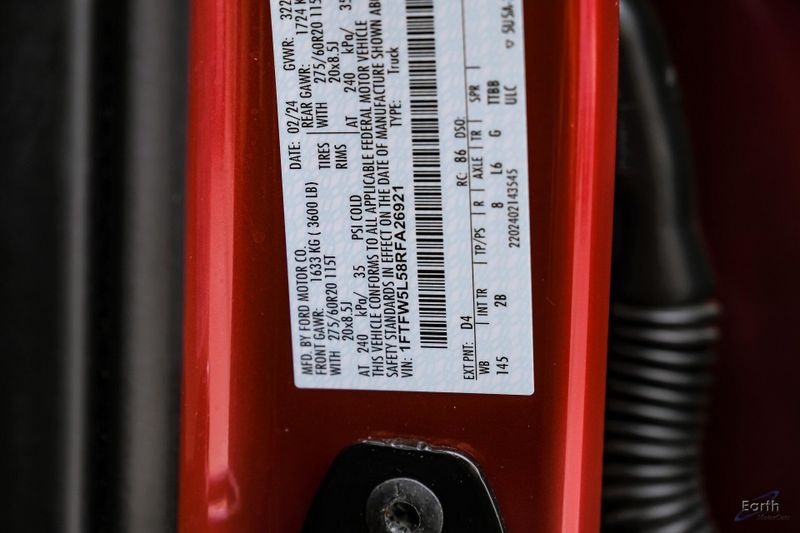 MFD. BY FORD MOTOR CO.
DATE: 02/24
GVWR: 322
FRONT GAWR: 1633 KG ( 3600 LB)
REAR GAWR: 1724 K
WITH 275/60R20 115T TIRES WITH 275/60R20 115
20x8.5J RIMS 20x8.5J
AT 240 kPa/ 35 PSI COLD AT 240 kPa/ 35
THIS VEHICLE CONFORMS TO ALL APPLICABLE FEDERAL MOTOR VEHICLE
SAFETY STANDARDS IN EFFECT ON THE DATE OF MANUFACTURE SHOWN ABO
VIN: 1FTFW5L58RFA26921
TYPE: Truck
EXT PNT: D4 RC: 86 DSO:
WB INT TR TP/PS R AXLE TR SPR
145 2B 8 L6 G TTBB
2202402143545 ULC
SUSA
Earth
MotorCars